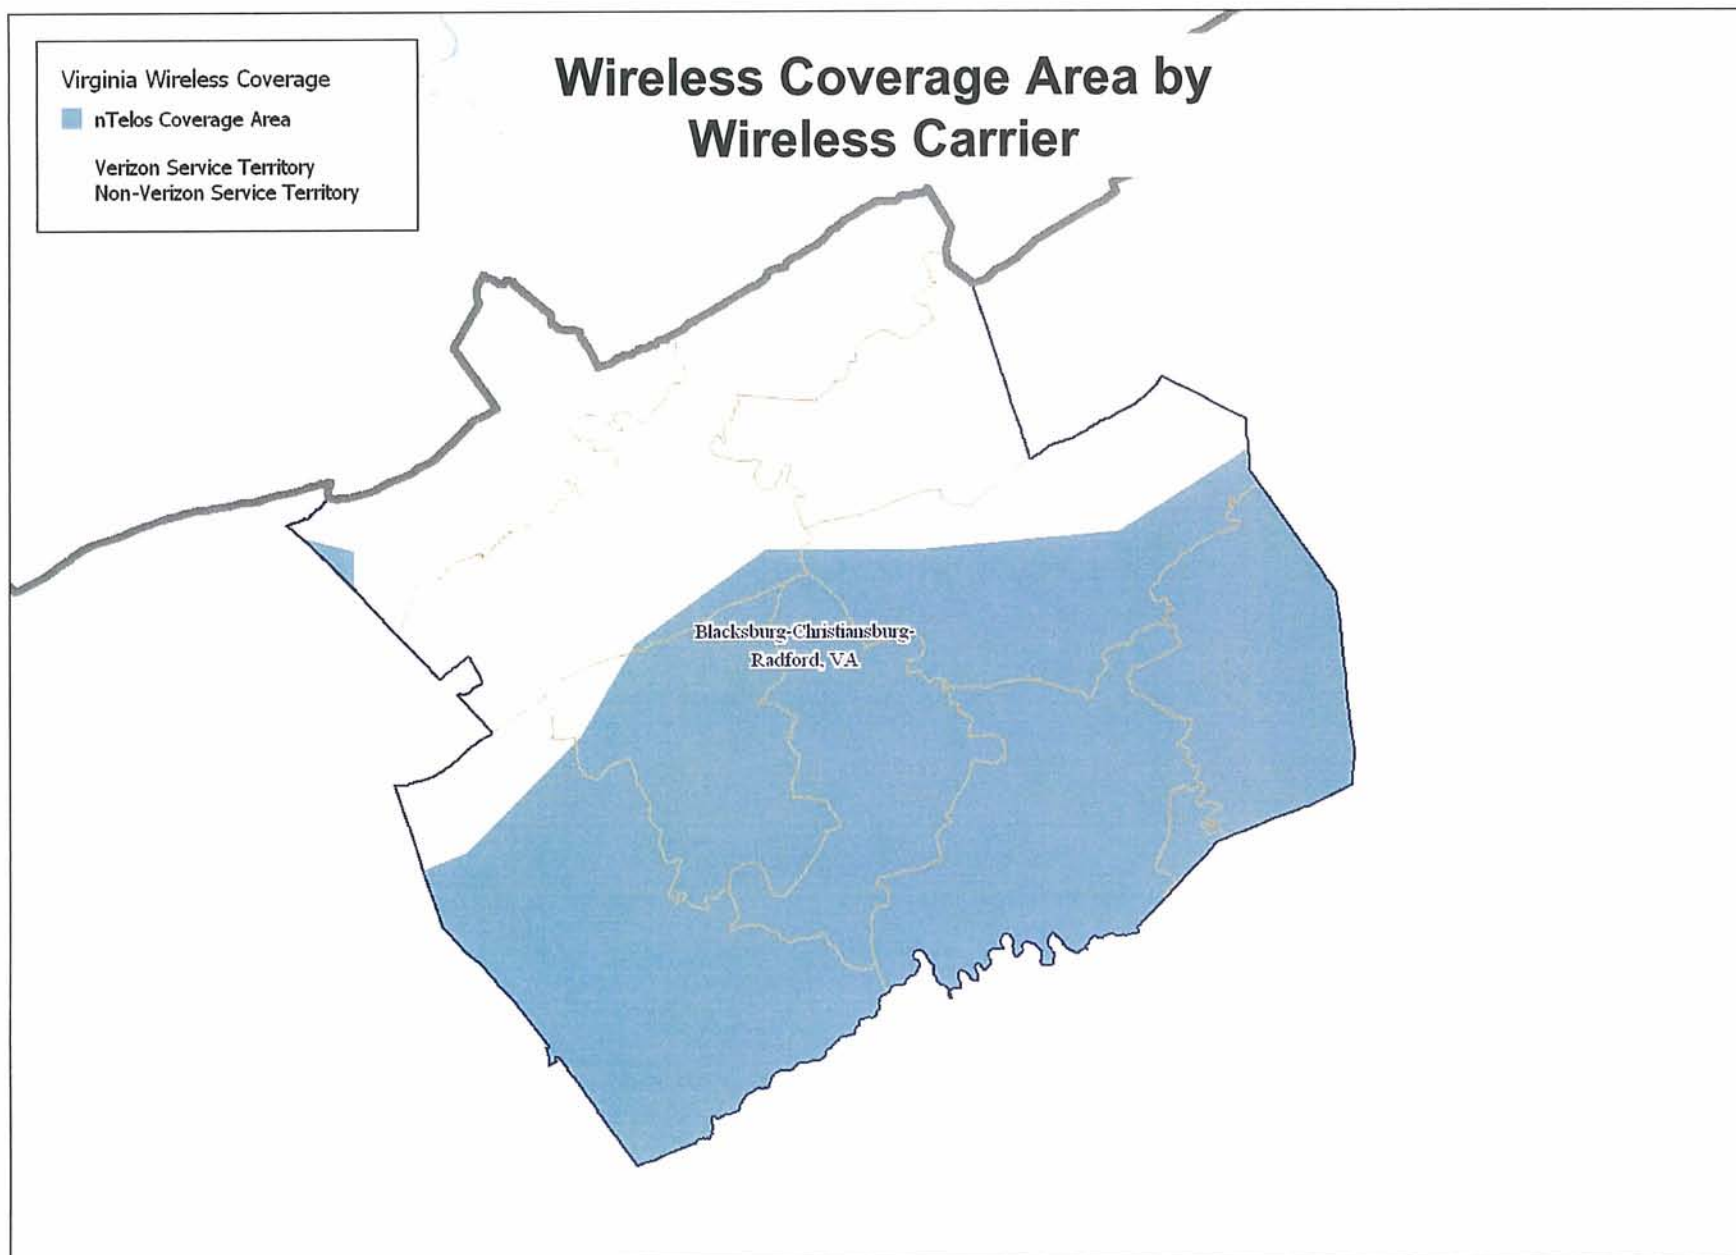 Virginia Wireless Coverage
nTelos Coverage Area
Verizon Service Territory
Non-Verizon Service Territory
Wireless Coverage Area by
Wireless Carrier
Blacksburg-Christiansburg-
Radford, VA